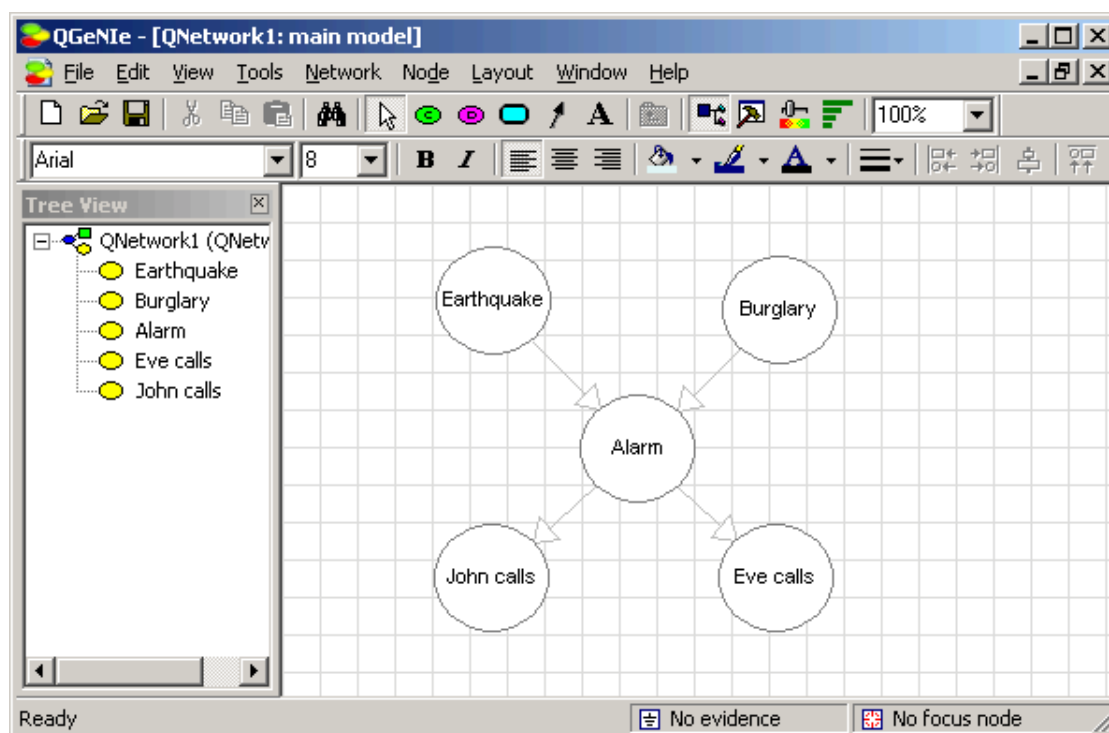 QGeNIe - [QNetwork1: main model]
File Edit View Tools Network Node Layout Window Help
C D A 100%
Arial 8 B I A
Tree View
QNetwork1 (QNetw
Earthquake
Burglary
Alarm
Eve calls
John calls
Earthquake
Burglary
Alarm
John calls
Eve calls
Ready No evidence No focus node